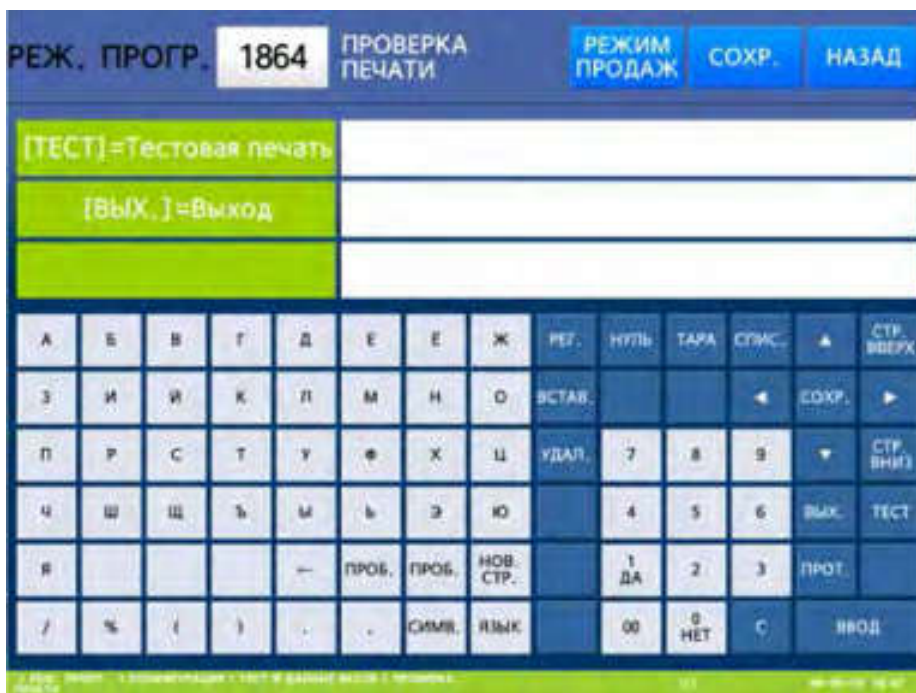 РЕЖ. ПРОГР. 1864 ПРОВЕРКА ПЕЧАТИ РЕЖИМ ПРОДАЖ СОХР. НАЗАД
[ТЕСТ]=Тестовая печать
[ВЫХ.]=Выход
А Б В Г Д Е Ё Ж РЕГ. НУЛЬ ТАРА СПИС. ▲ СТР. ВВЕРХ
З И Й К Л М Н О ВСТАВ. ◄ СОХР. ►
П Р С Т У Ф Х Ц УДАЛ. 7 8 9 ▼ СТР. ВНИЗ
Ч Ш Щ Ъ Ы Ь Э Ю 4 5 6 ВЫХ. ТЕСТ
Я ← ПРОБ. ПРОБ. НОВ. СТР. 1 ДА 2 3 ПРОТ.
/ % ( ) СИМВ. ЯЗЫК 00 0 НЕТ С ВВОД